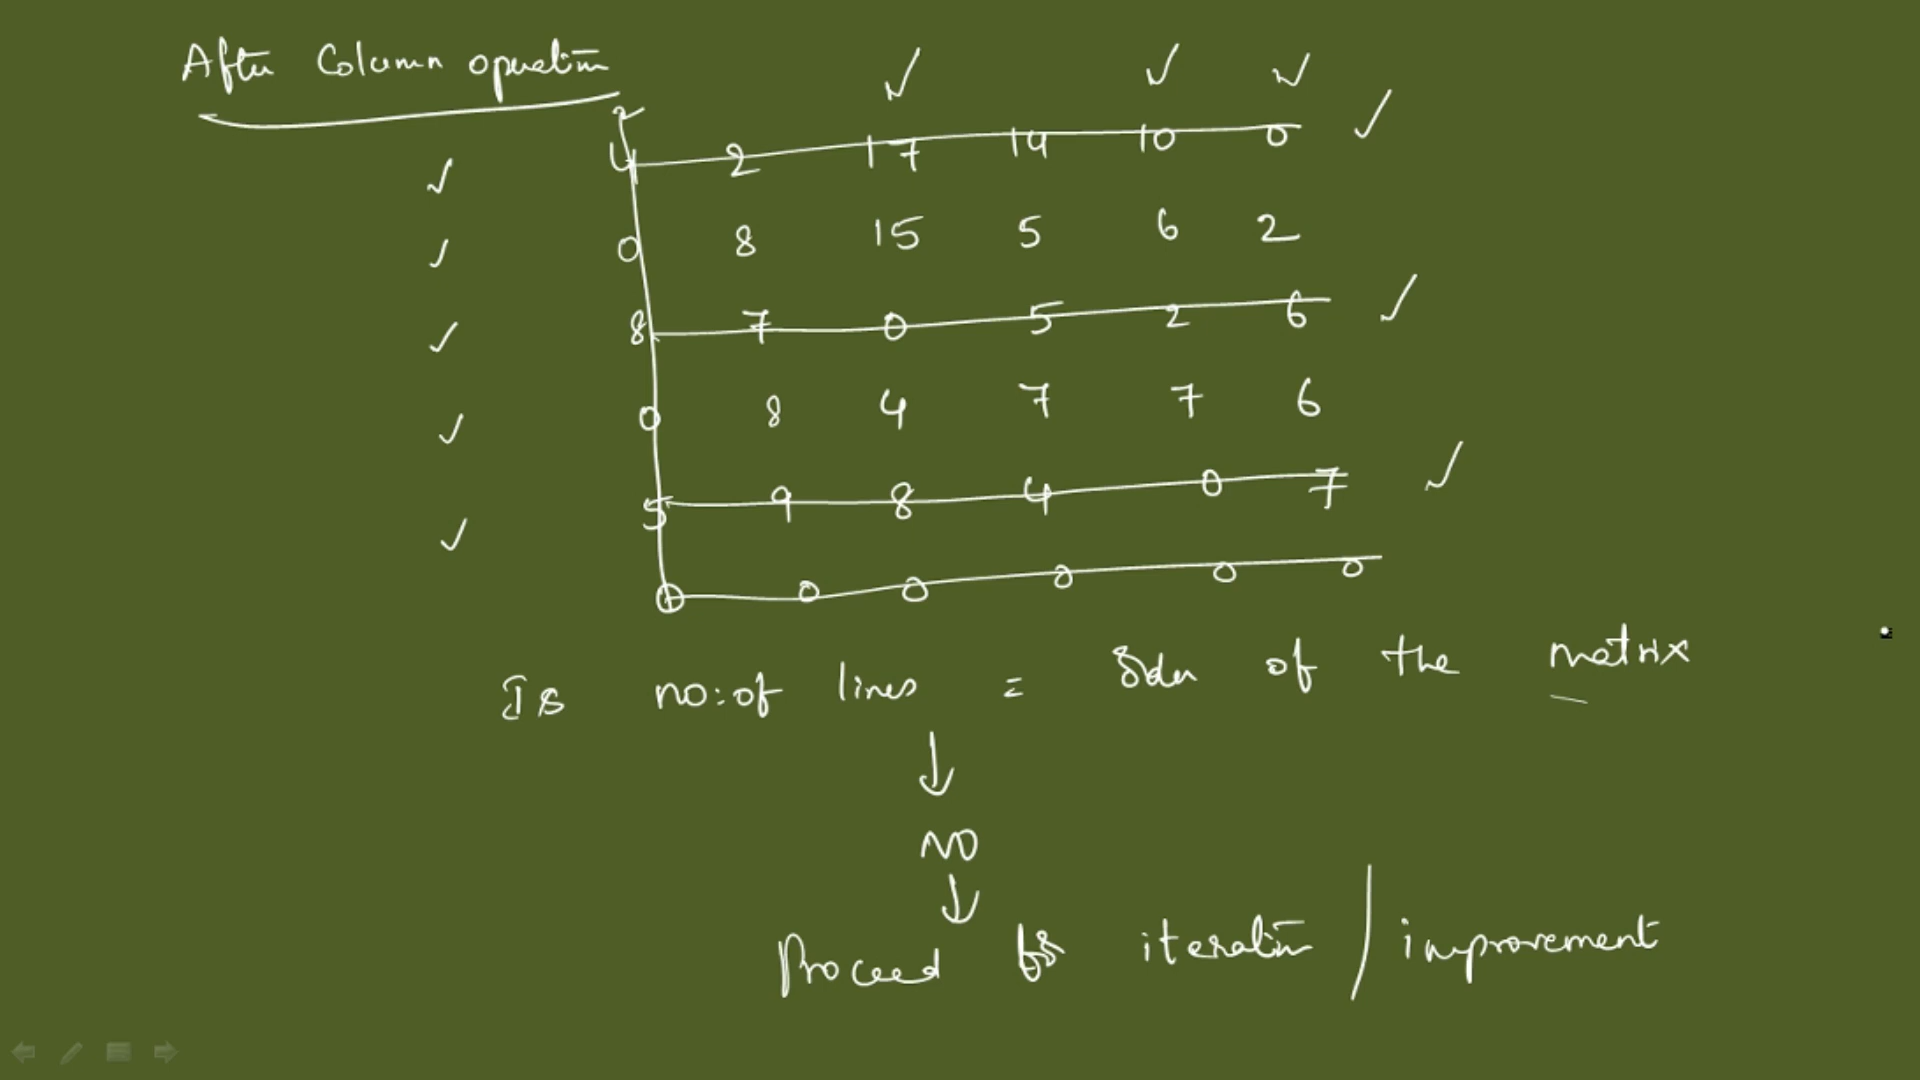 After Column operation
4 2 17 14 10 0
0 8 15 5 6 2
8 7 0 5 2 6
0 8 4 7 7 6
5 9 8 4 0 7
0 0 0 0 0 0
Is no:of lines = order of the matrix
NO
Proceed for iteration / improvement